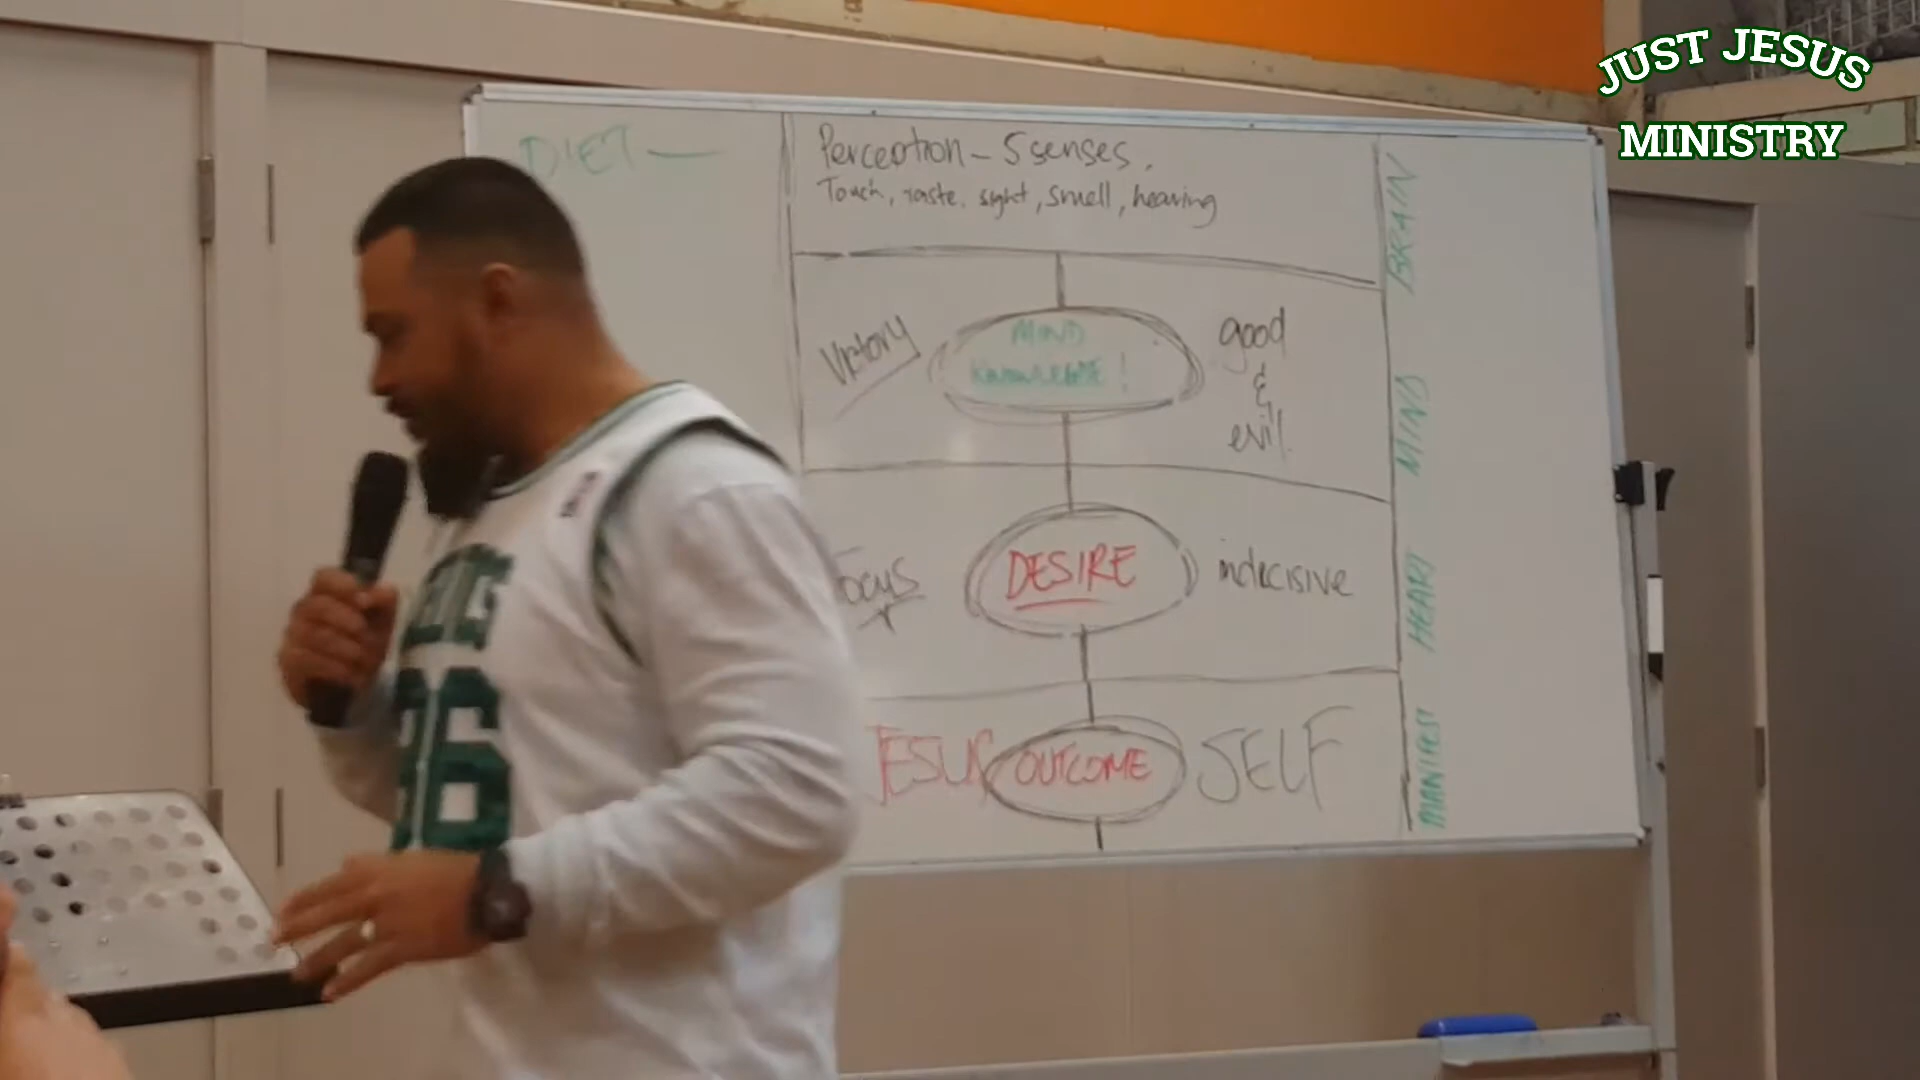 JUST JESUS
MINISTRY
DIET —
Perception - 5 senses.
Touch, taste, sight, smell, hearing
BRAIN
Victory
MIND
KNOWLEDGE!
good
&
evil.
MIND
Focus
DESIRE
indecisive
HEART
JESUS
OUTCOME
SELF
MANIFEST
36